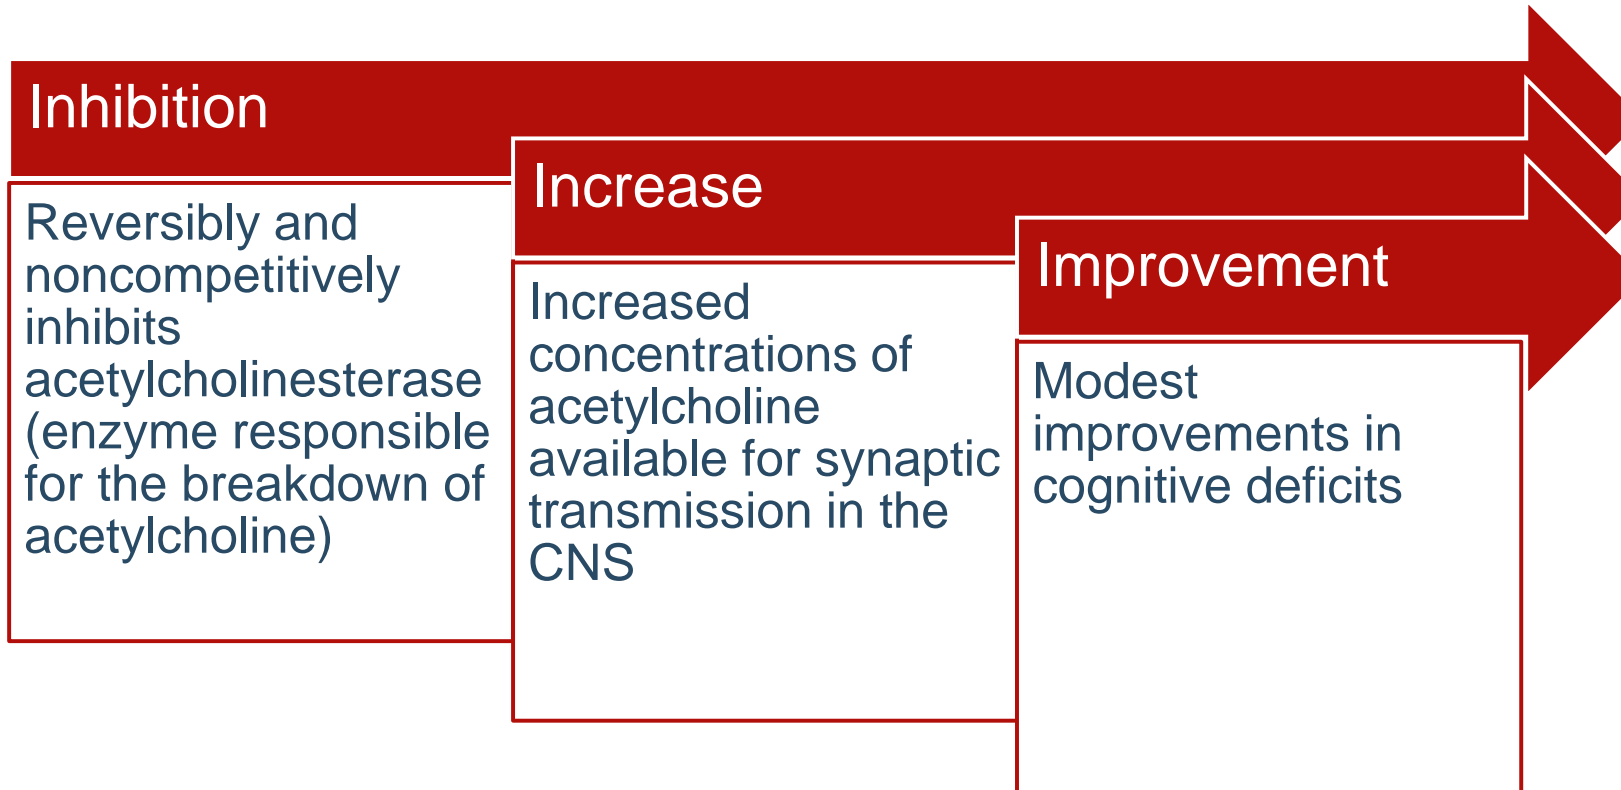 Inhibition
Reversibly and
noncompetitively
inhibits
acetylcholinesterase
(enzyme responsible
for the breakdown of
acetylcholine)
Increase
Increased
concentrations of
acetylcholine
available for synaptic
transmission in the
CNS
Improvement
Modest
improvements in
cognitive deficits